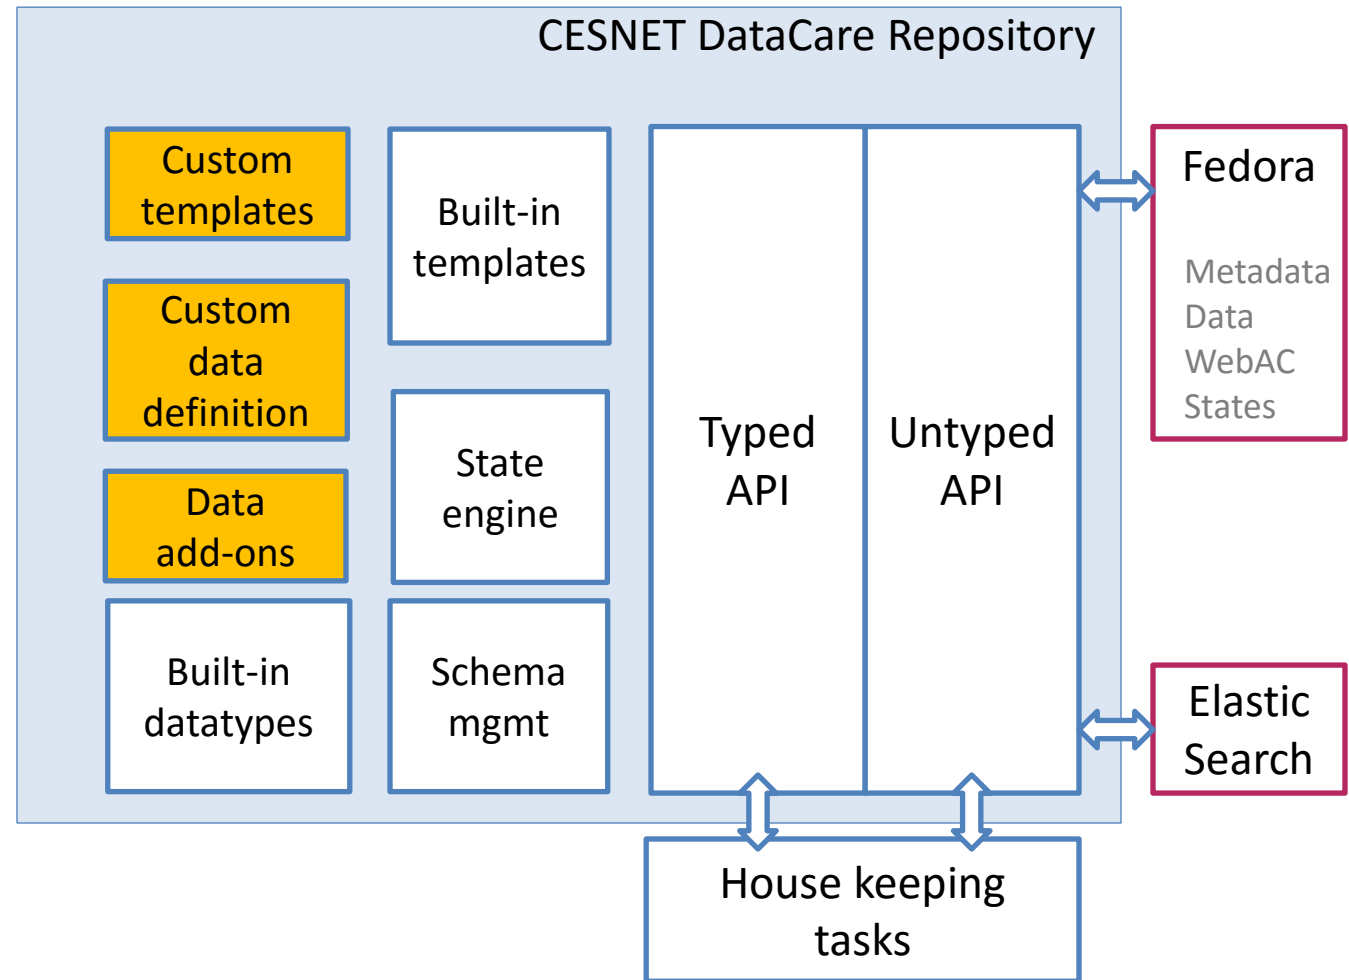 CESNET DataCare Repository
Custom
templates
Custom
data
definition
Data
add-ons
Built-in
datatypes
Built-in
templates
State
engine
Schema
mgmt
Typed
API
Untyped
API
Fedora
Metadata
Data
WebAC
States
Elastic
Search
House keeping
tasks